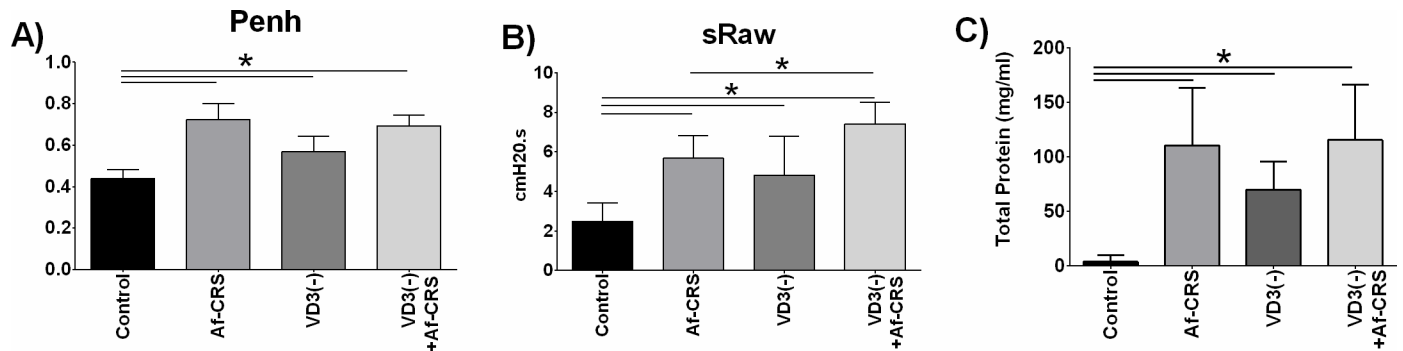 A)
Penh
*
1.0
0.8
0.6
0.4
0.2
0.0
Control
Af-CRS
VD3(-)
VD3(-)
+Af-CRS
B)
sRaw
*
*
cmH20.s
10
8
6
4
2
0
Control
Af-CRS
VD3(-)
VD3(-)
+Af-CRS
C)
*
Total Protein (mg/ml)
200
150
100
50
0
Control
Af-CRS
VD3(-)
VD3(-)
+Af-CRS